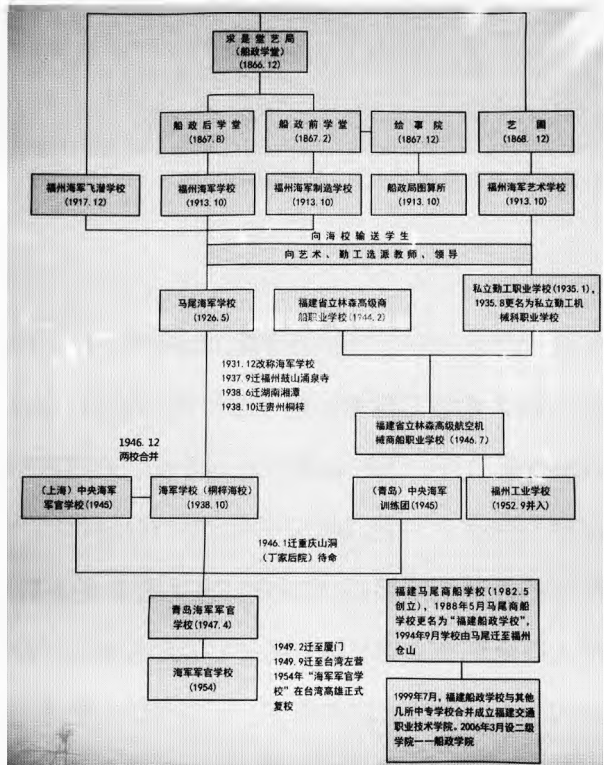 求是堂艺局
(船政学堂)
(1866.12)
船政后学堂
(1867.8)
船政前学堂
(1867.2)
绘事院
(1867.12)
艺圃
(1868.12)
福州海军飞潜学校
(1917.12)
福州海军学校
(1913.10)
福州海军制造学校
(1913.10)
船政局图算所
(1913.10)
福州海军艺术学校
(1913.10)
向海校输送学生
向艺术、勤工选派教师、领导
马尾海军学校
(1926.5)
福建省立林森高级商
船职业学校(1944.2)
私立勤工职业学校(1935.1),
1935.8更名为私立勤工机
械科职业学校
1931.12改称海军学校
1937.9迁福州鼓山涌泉寺
1938.6迁湖南湘潭
1938.10迁贵州桐梓
福建省立林森高级航空机
械商船职业学校(1946.7)
1946.12
两校合并
(上海)中央海军
军官学校(1945)
海军学校(桐梓海校)
(1938.10)
(青岛)中央海军
训练团(1945)
福州工业学校
(1952.9并入)
1946.1迁重庆山洞
(丁家后院)待命
青岛海军军官
学校(1947.4)
福建马尾商船学校(1982.5
创立),1988年5月马尾商船
学校更名为“福建船政学校”,
1994年9月学校由马尾迁至福州
仓山
海军军官学校
(1954)
1949.2迁至厦门
1949.9迁至台湾左营
1954年“海军军官学
校”在台湾高雄正式
复校
1999年7月,福建船政学校与其他
几所中专学校合并成立福建交通
职业技术学院。2006年3月设二级
学院——船政学院